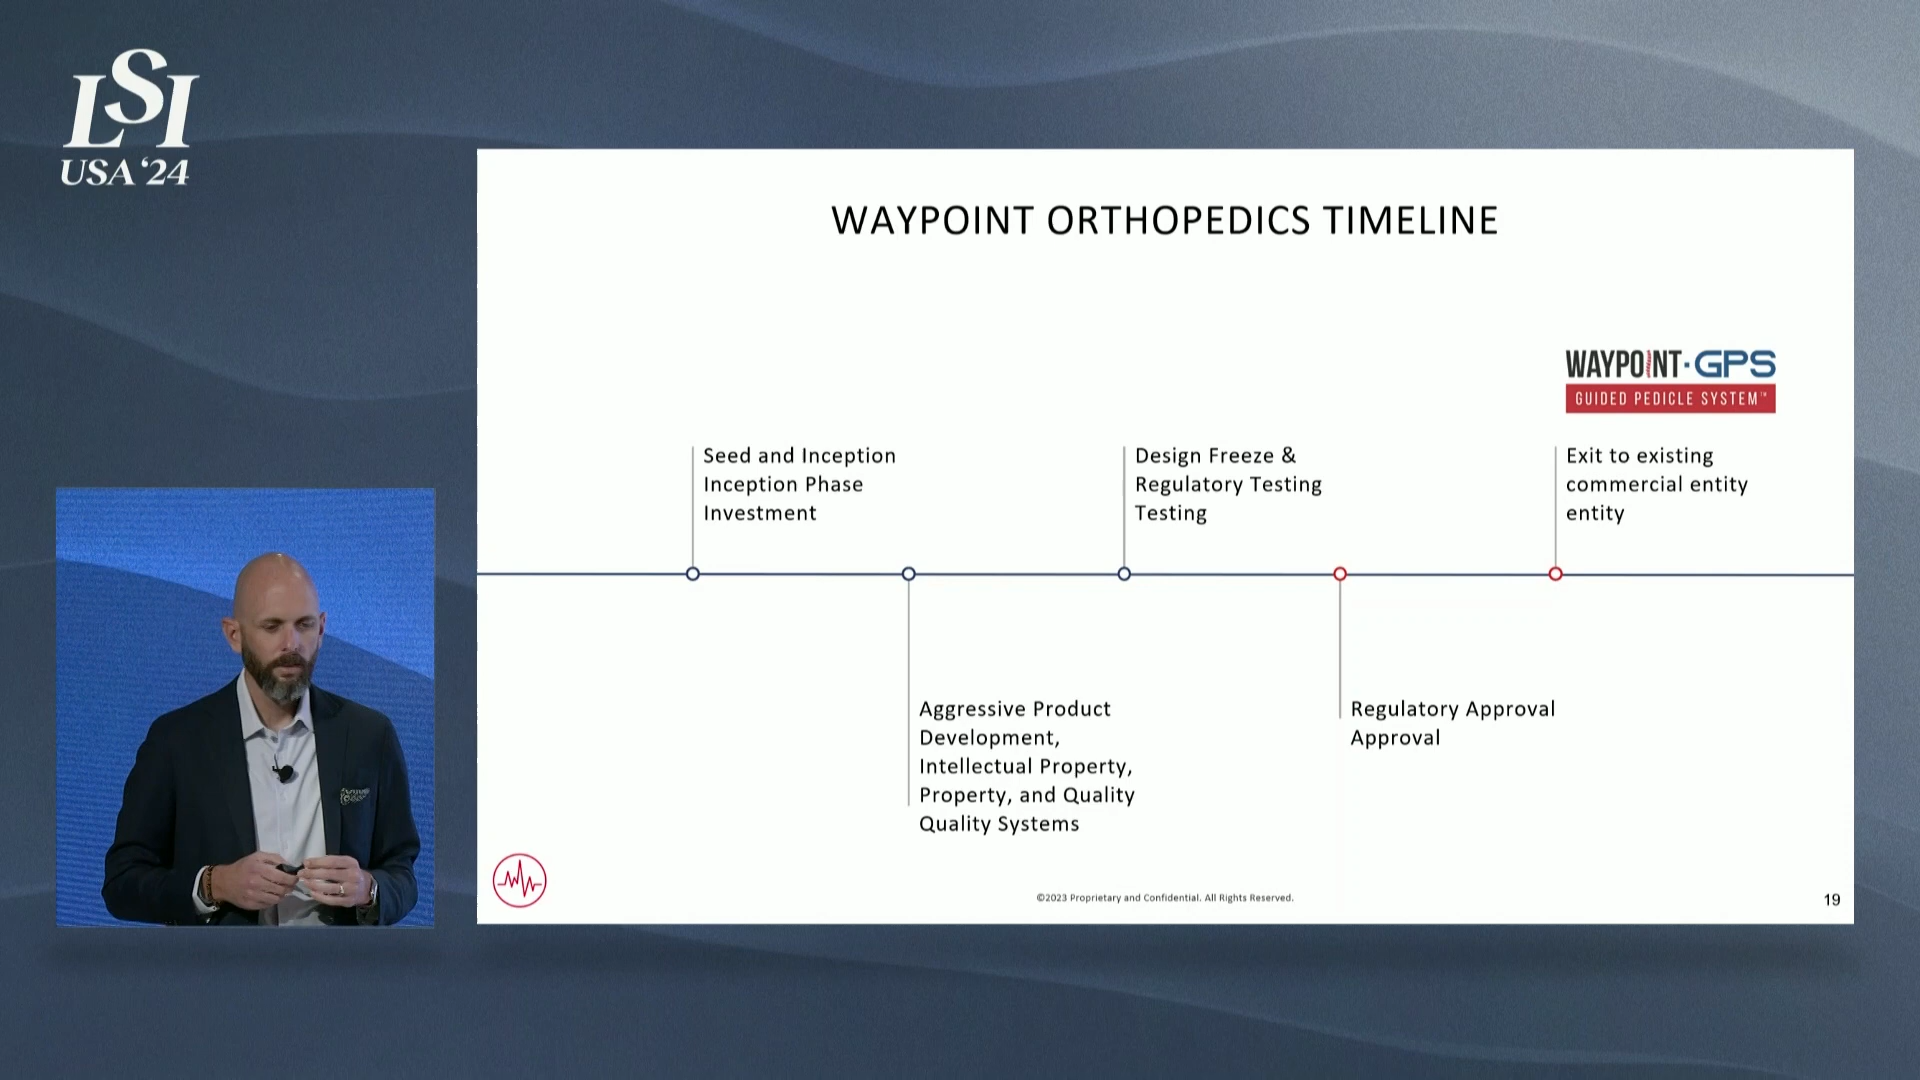 LSI
USA '24
WAYPOINT ORTHOPEDICS TIMELINE
WAYPOINT·GPS
GUIDED PEDICLE SYSTEM™
Seed and Inception
Inception Phase
Investment
Design Freeze &
Regulatory Testing
Testing
Exit to existing
commercial entity
entity
Aggressive Product
Development,
Intellectual Property,
Property, and Quality
Quality Systems
Regulatory Approval
Approval
©2023 Proprietary and Confidential. All Rights Reserved.
19